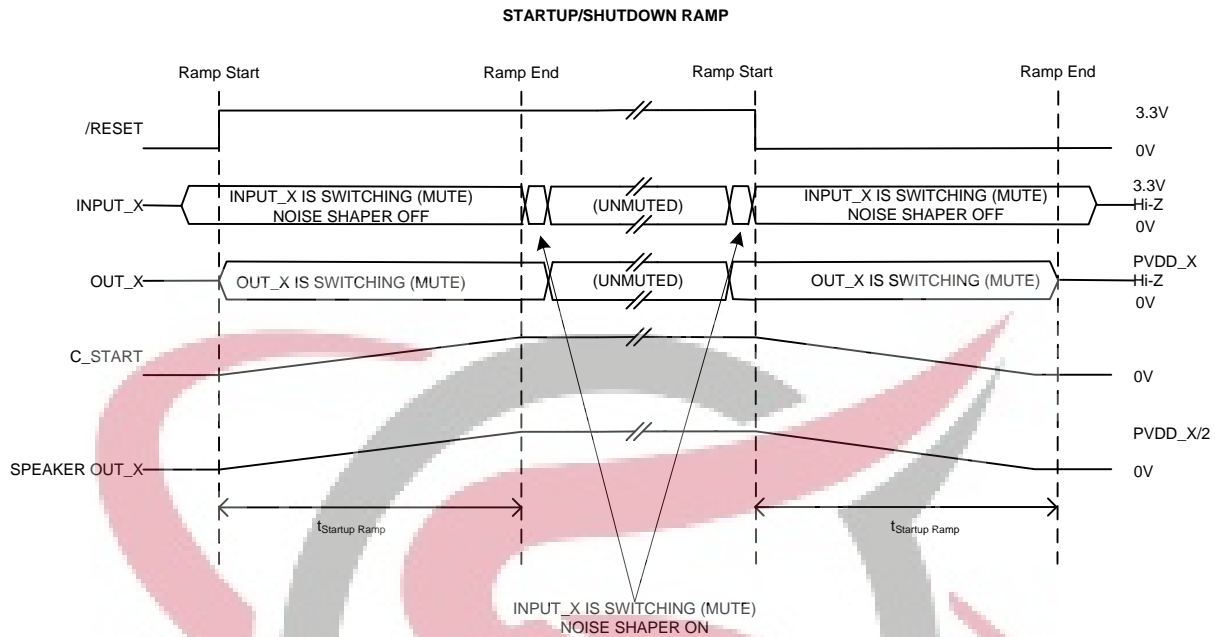 STARTUP/SHUTDOWN RAMP
Ramp Start
Ramp End
Ramp Start
Ramp End
/RESET
3.3V
0V
INPUT_X
INPUT_X IS SWITCHING (MUTE)
NOISE SHAPER OFF
(UNMUTED)
INPUT_X IS SWITCHING (MUTE)
NOISE SHAPER OFF
3.3V
Hi-Z
0V
OUT_X
OUT_X IS SWITCHING (MUTE)
(UNMUTED)
OUT_X IS SWITCHING (MUTE)
PVDD_X
Hi-Z
0V
C_START
0V
SPEAKER OUT_X
PVDD_X/2
0V
tStartup Ramp
tStartup Ramp
INPUT_X IS SWITCHING (MUTE)
NOISE SHAPER ON